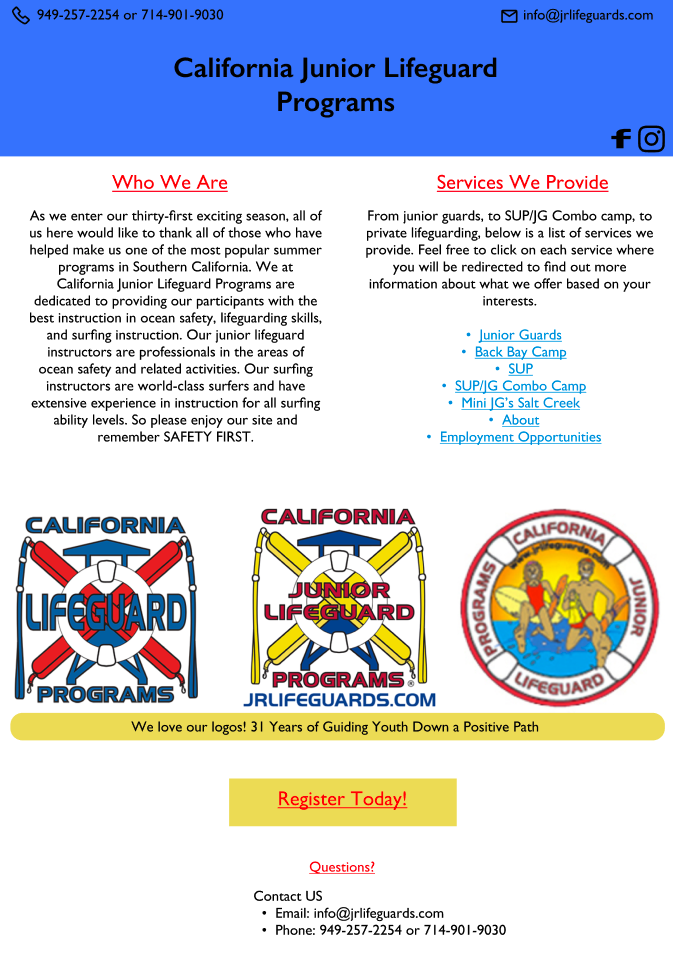 949-257-2254 or 714-901-9030
info@jrlifeguards.com
California Junior Lifeguard
Programs
Who We Are
As we enter our thirty-first exciting season, all of
us here would like to thank all of those who have
helped make us one of the most popular summer
programs in Southern California. We at
California Junior Lifeguard Programs are
dedicated to providing our participants with the
best instruction in ocean safety, lifeguarding skills,
and surfing instruction. Our junior lifeguard
instructors are professionals in the areas of
ocean safety and related activities. Our surfing
instructors are world-class surfers and have
extensive experience in instruction for all surfing
ability levels. So please enjoy our site and
remember SAFETY FIRST.
Services We Provide
From junior guards, to SUP/JG Combo camp, to
private lifeguarding, below is a list of services we
provide. Feel free to click on each service where
you will be redirected to find out more
information about what we offer based on your
interests.
• Junior Guards
• Back Bay Camp
• SUP
• SUP/JG Combo Camp
• Mini JG's Salt Creek
• About
• Employment Opportunities
CALIFORNIA
LIFEGUARD
PROGRAMS
CALIFORNIA
JUNIOR
LIFEGUARD
PROGRAMS®
JRLIFEGUARDS.COM
CALIFORNIA
JUNIOR
LIFEGUARD
PROGRAMS
www.jrlifeguards.com
We love our logos! 31 Years of Guiding Youth Down a Positive Path
Register Today!
Questions?
Contact US
• Email: info@jrlifeguards.com
• Phone: 949-257-2254 or 714-901-9030